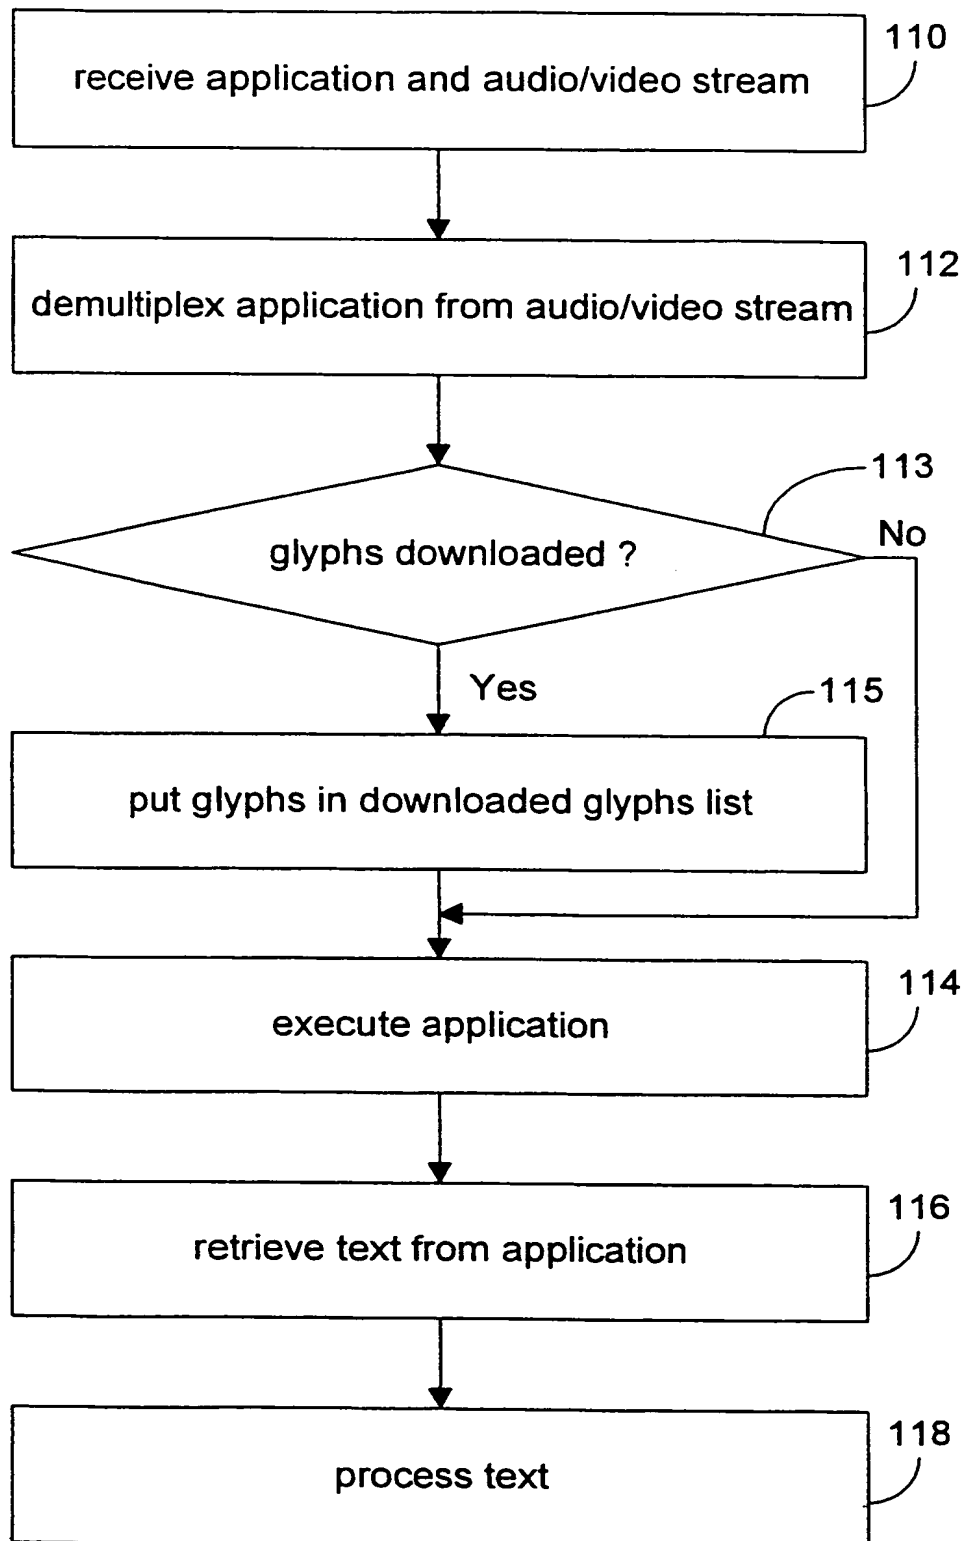 110
receive application and audio/video stream
112
demultiplex application from audio/video stream
113
glyphs downloaded ?
No
Yes
115
put glyphs in downloaded glyphs list
114
execute application
116
retrieve text from application
118
process text